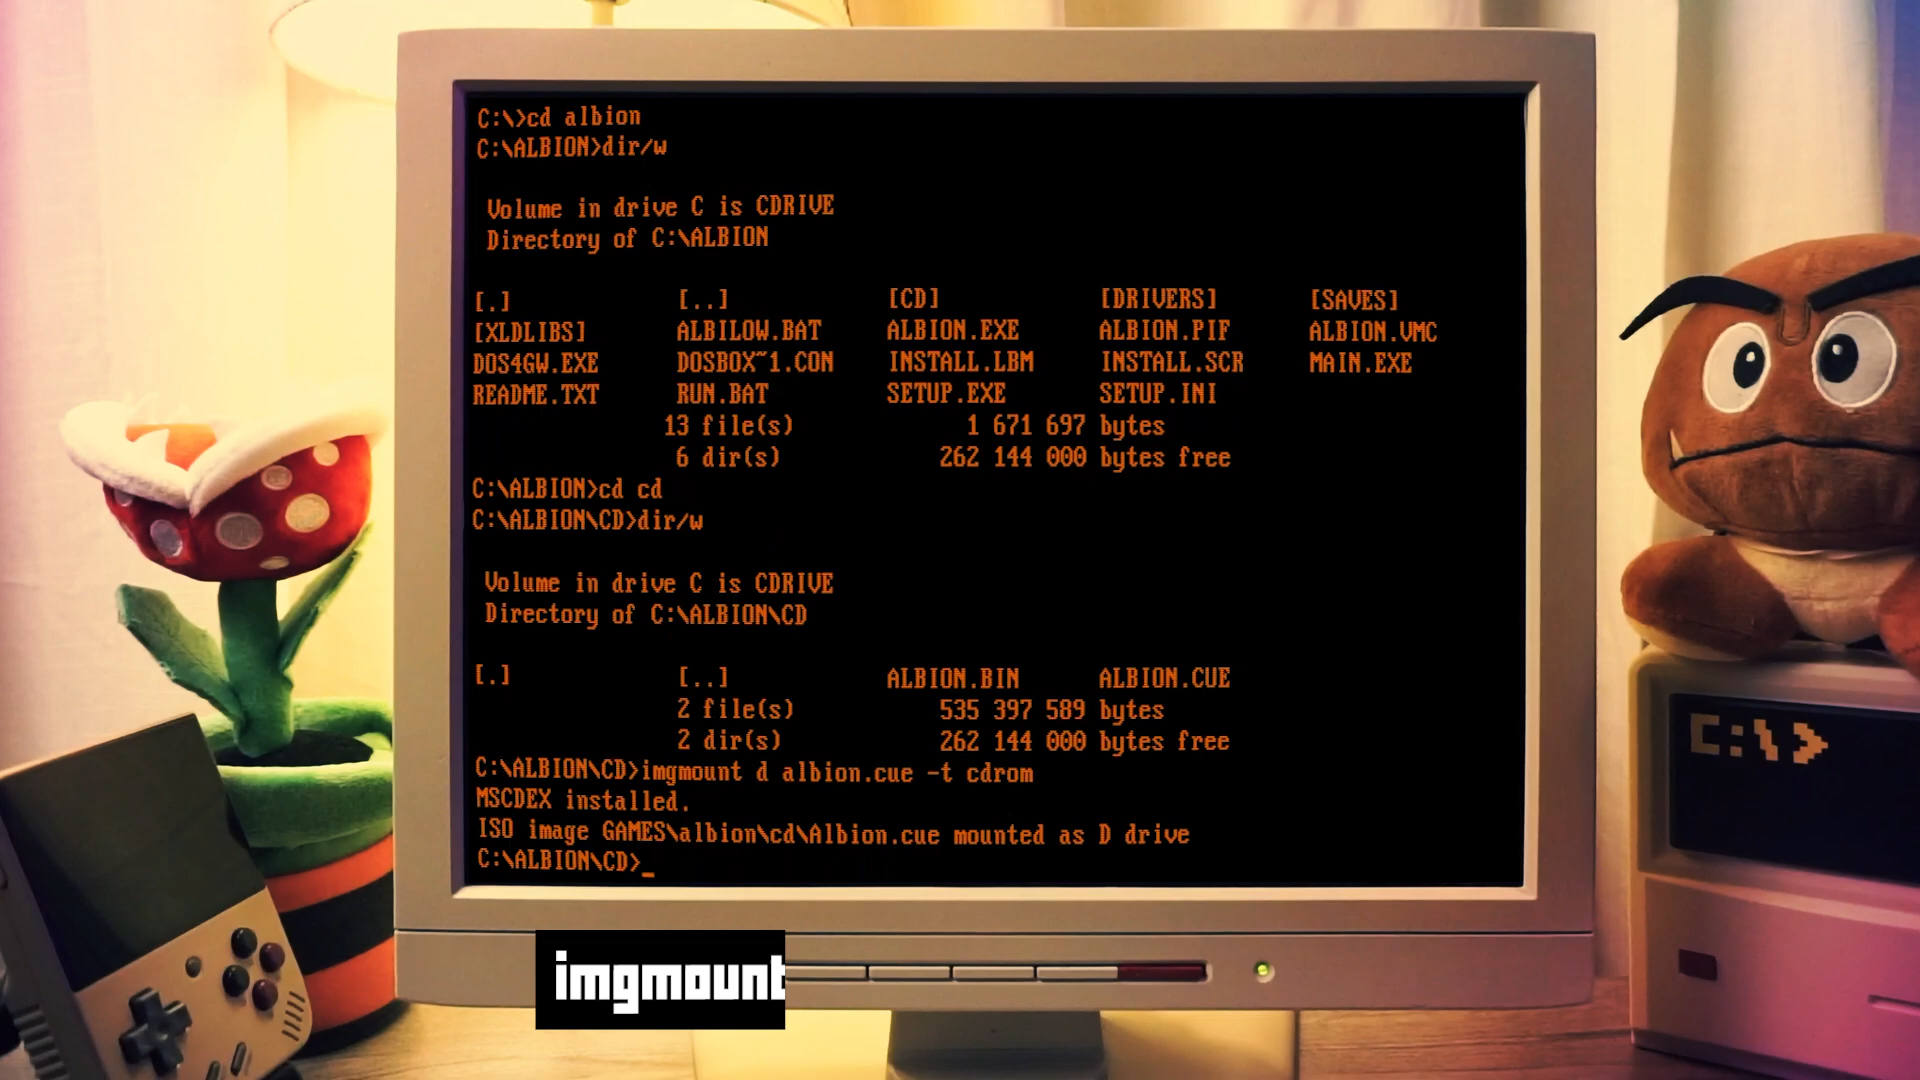 C:\>cd albion
C:\ALBION>dir/w
Volume in drive C is CDRIVE
Directory of C:\ALBION
[.] [..] [CD] [DRIVERS] [SAVES]
[XLDLIBS] ALBILOW.BAT ALBION.EXE ALBION.PIF ALBION.VMC
DOS4GW.EXE DOSBOX~1.CON INSTALL.LBM INSTALL.SCR MAIN.EXE
README.TXT RUN.BAT SETUP.EXE SETUP.INI
13 file(s) 1 671 697 bytes
6 dir(s) 262 144 000 bytes free
C:\ALBION>cd cd
C:\ALBION\CD>dir/w
Volume in drive C is CDRIVE
Directory of C:\ALBION\CD
[.] [..] ALBION.BIN ALBION.CUE
2 file(s) 535 397 589 bytes
2 dir(s) 262 144 000 bytes free
C:\ALBION\CD>imgmount d albion.cue -t cdrom
MSCDEX installed.
ISO image GAMES\albion\cd\Albion.cue mounted as D drive
C:\ALBION\CD>_
C:\>
imgmount